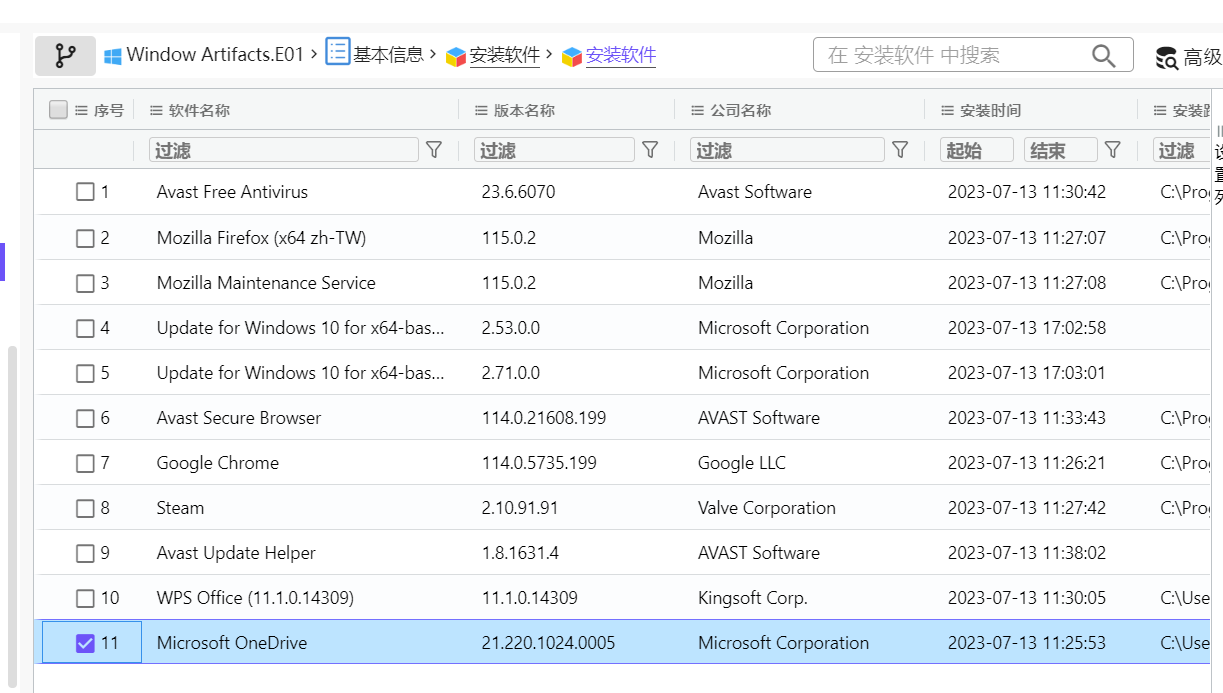 Window Artifacts.E01 › 基本信息 › 安装软件 › 安装软件 在 安装软件 中搜索 高级
序号 软件名称 版本名称 公司名称 安装时间 安装路
过滤 过滤 过滤 起始 结束 过滤
设
置
列
1 Avast Free Antivirus 23.6.6070 Avast Software 2023-07-13 11:30:42 C:\Prog
2 Mozilla Firefox (x64 zh-TW) 115.0.2 Mozilla 2023-07-13 11:27:07 C:\Prog
3 Mozilla Maintenance Service 115.0.2 Mozilla 2023-07-13 11:27:08 C:\Prog
4 Update for Windows 10 for x64-bas... 2.53.0.0 Microsoft Corporation 2023-07-13 17:02:58
5 Update for Windows 10 for x64-bas... 2.71.0.0 Microsoft Corporation 2023-07-13 17:03:01
6 Avast Secure Browser 114.0.21608.199 AVAST Software 2023-07-13 11:33:43 C:\Prog
7 Google Chrome 114.0.5735.199 Google LLC 2023-07-13 11:26:21 C:\Prog
8 Steam 2.10.91.91 Valve Corporation 2023-07-13 11:27:42 C:\Prog
9 Avast Update Helper 1.8.1631.4 AVAST Software 2023-07-13 11:38:02
10 WPS Office (11.1.0.14309) 11.1.0.14309 Kingsoft Corp. 2023-07-13 11:30:05 C:\Use
11 Microsoft OneDrive 21.220.1024.0005 Microsoft Corporation 2023-07-13 11:25:53 C:\Use